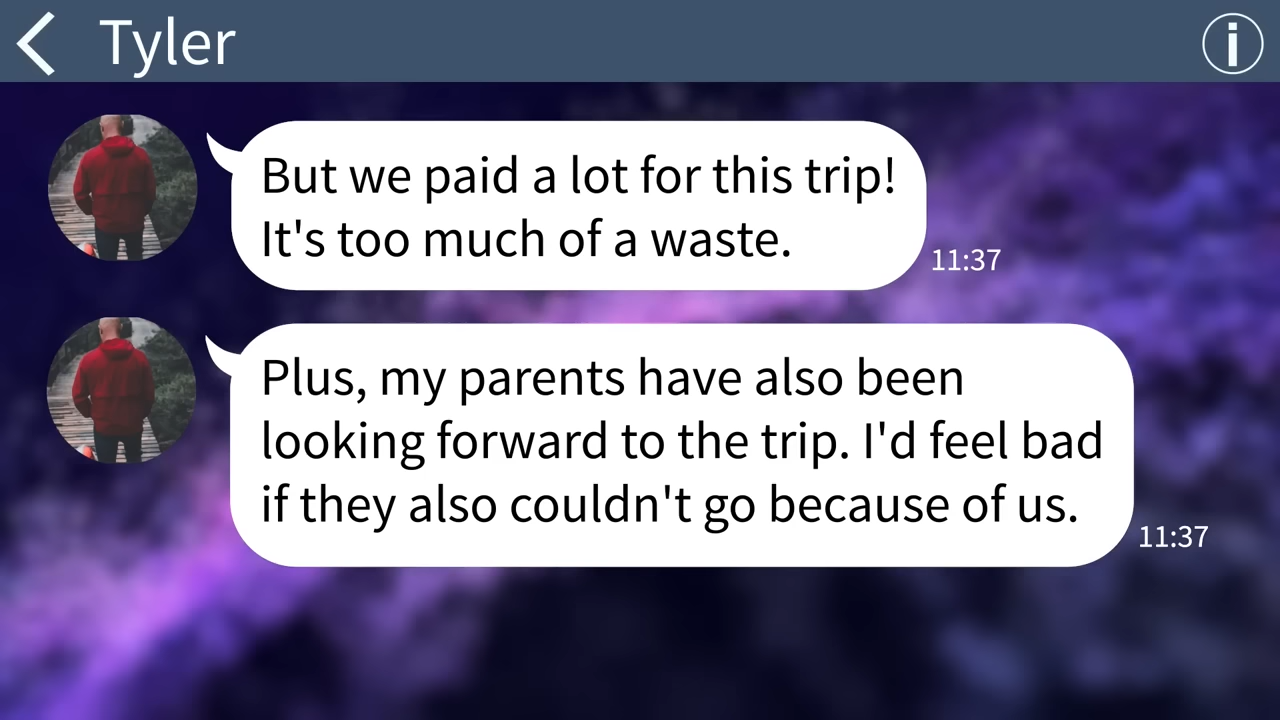 Tyler
But we paid a lot for this trip!
It's too much of a waste.
11:37
Plus, my parents have also been
looking forward to the trip. I'd feel bad
if they also couldn't go because of us.
11:37